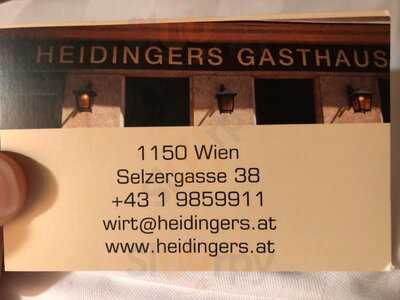 HEIDINGERS GASTHAUS
1150 Wien
Selzergasse 38
+43 1 9859911
wirt@heidingers.at
www.heidingers.at